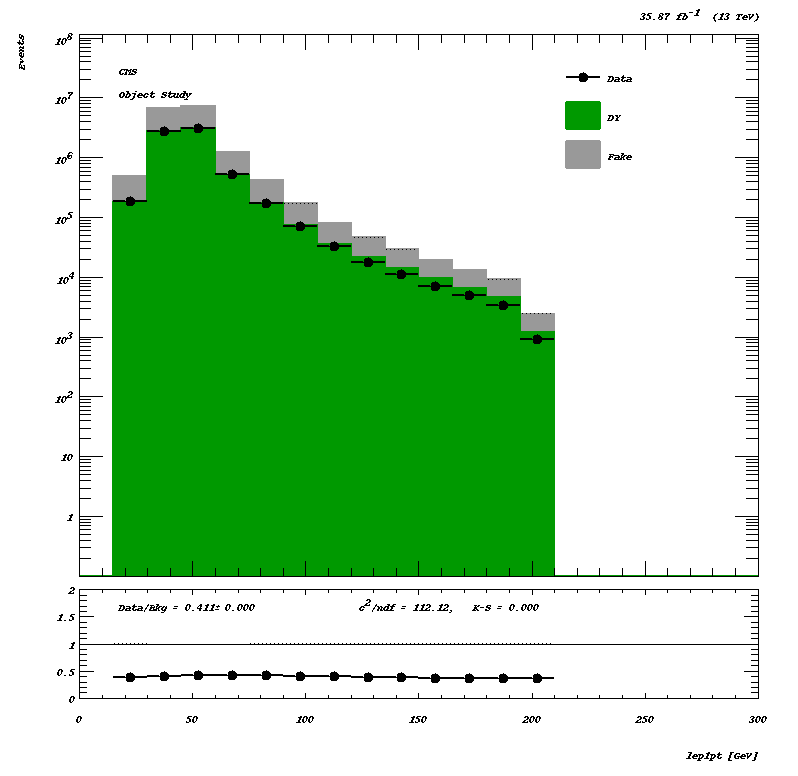 35.87 fb-1 (13 TeV)
Events
10^8
CMS
Data
Object Study
10^7
DY
Fake
10^6
10^5
10^4
10^3
10^2
10
1
2
Data/Bkg = 0.411± 0.000 c2/ndf = 112.12, K-S = 0.000
1.5
1
0.5
0
0 50 100 150 200 250 300
lep1pt [GeV]